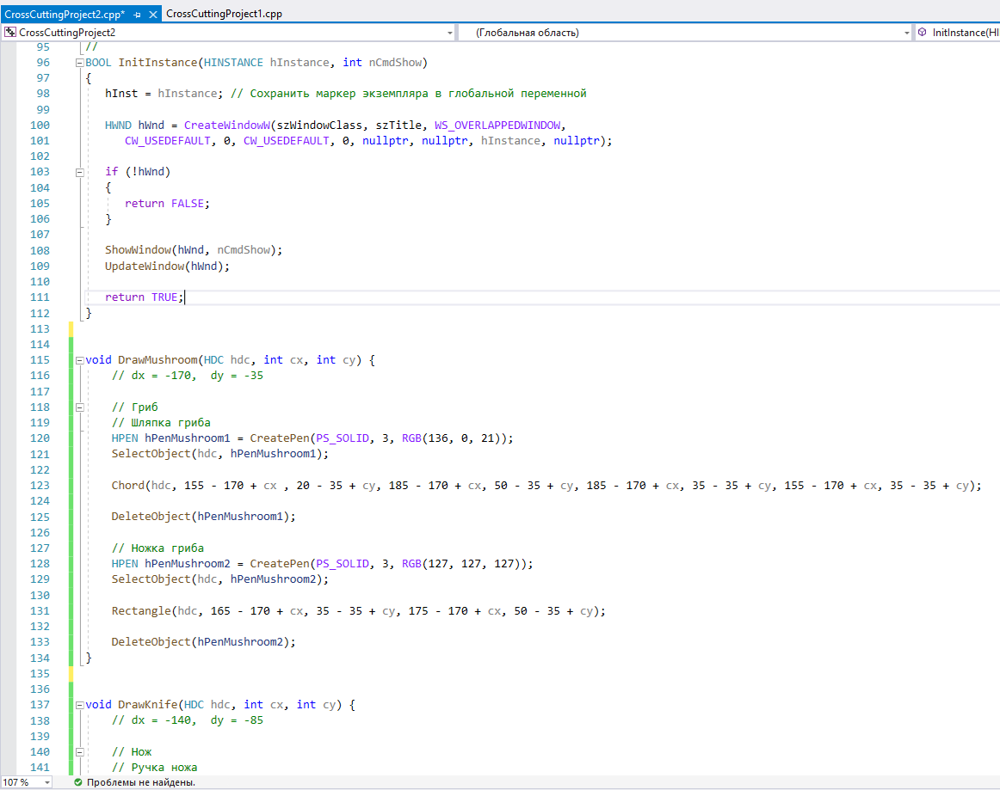 CrossCuttingProject2.cpp* CrossCuttingProject1.cpp
CrossCuttingProject2 (Глобальная область) InitInstance(HI
95 //
96 BOOL InitInstance(HINSTANCE hInstance, int nCmdShow)
97 {
98 hInst = hInstance; // Сохранить маркер экземпляра в глобальной переменной
99
100 HWND hWnd = CreateWindowW(szWindowClass, szTitle, WS_OVERLAPPEDWINDOW,
101 CW_USEDEFAULT, 0, CW_USEDEFAULT, 0, nullptr, nullptr, hInstance, nullptr);
102
103 if (!hWnd)
104 {
105 return FALSE;
106 }
107
108 ShowWindow(hWnd, nCmdShow);
109 UpdateWindow(hWnd);
110
111 return TRUE;
112 }
113
114
115 void DrawMushroom(HDC hdc, int cx, int cy) {
116 // dx = -170,  dy = -35
117
118 // Гриб
119 // Шляпка гриба
120 HPEN hPenMushroom1 = CreatePen(PS_SOLID, 3, RGB(136, 0, 21));
121 SelectObject(hdc, hPenMushroom1);
122
123 Chord(hdc, 155 - 170 + cx , 20 - 35 + cy, 185 - 170 + cx, 50 - 35 + cy, 185 - 170 + cx, 35 - 35 + cy, 155 - 170 + cx, 35 - 35 + cy);
124
125 DeleteObject(hPenMushroom1);
126
127 // Ножка гриба
128 HPEN hPenMushroom2 = CreatePen(PS_SOLID, 3, RGB(127, 127, 127));
129 SelectObject(hdc, hPenMushroom2);
130
131 Rectangle(hdc, 165 - 170 + cx, 35 - 35 + cy, 175 - 170 + cx, 50 - 35 + cy);
132
133 DeleteObject(hPenMushroom2);
134 }
135
136
137 void DrawKnife(HDC hdc, int cx, int cy) {
138 // dx = -140,  dy = -85
139
140 // Нож
141 // Ручка ножа
107 % Проблемы не найдены.